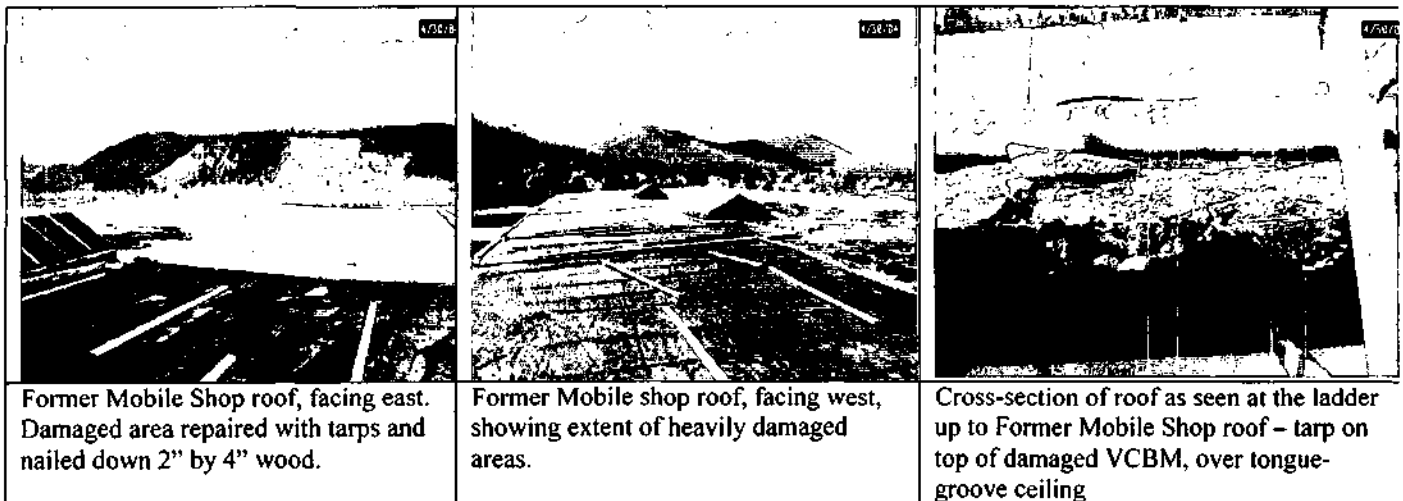 Former Mobile Shop roof, facing east.
Damaged area repaired with tarps and
nailed down 2” by 4” wood.
Former Mobile shop roof, facing west,
showing extent of heavily damaged
areas.
Cross-section of roof as seen at the ladder
up to Former Mobile Shop roof – tarp on
top of damaged VCBM, over tongue-
groove ceiling